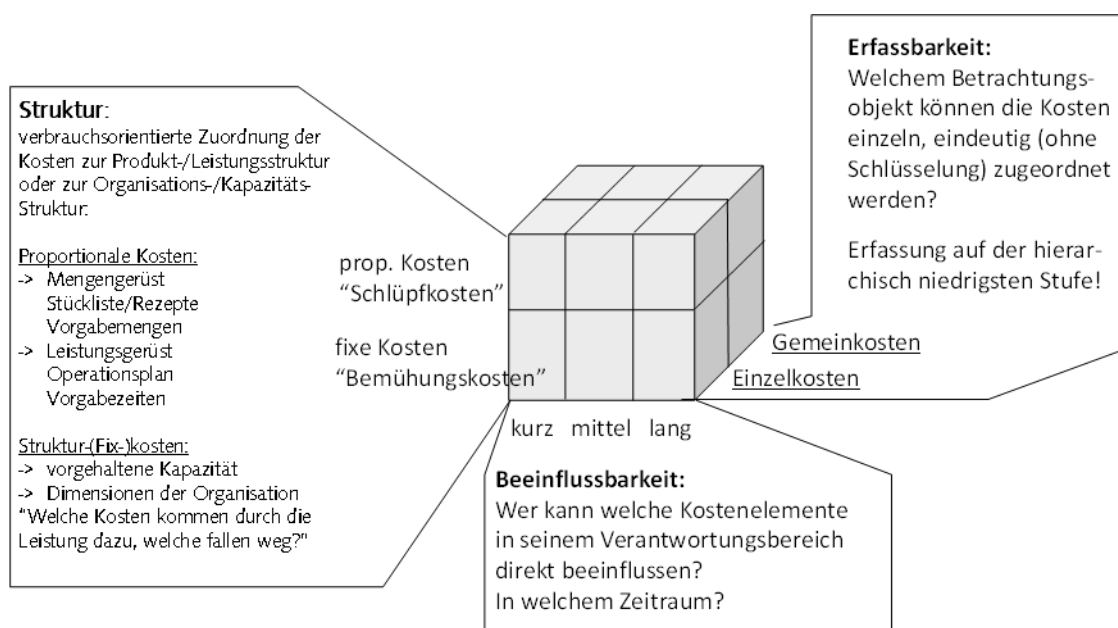 Struktur:
verbrauchsorientierte Zuordnung der
Kosten zur Produkt-/Leistungsstruktur
oder zur Organisations-/Kapazitäts-
Struktur:
Proportionale Kosten:
-> Mengengerüst
Stückliste/Rezepte
Vorgabemengen
-> Leistungsgerüst
Operationsplan
Vorgabezeiten
Struktur-(Fix-)kosten:
-> vorgehaltene Kapazität
-> Dimensionen der Organisation
"Welche Kosten kommen durch die
Leistung dazu, welche fallen weg?"
prop. Kosten
"Schlüpfkosten"
fixe Kosten
"Bemühungskosten"
kurz mittel lang
Gemeinkosten
Einzelkosten
Erfassbarkeit:
Welchem Betrachtungs-
objekt können die Kosten
einzeln, eindeutig (ohne
Schlüsselung) zugeordnet
werden?
Erfassung auf der hierar-
chisch niedrigsten Stufe!
Beeinflussbarkeit:
Wer kann welche Kostenelemente
in seinem Verantwortungsbereich
direkt beeinflussen?
In welchem Zeitraum?